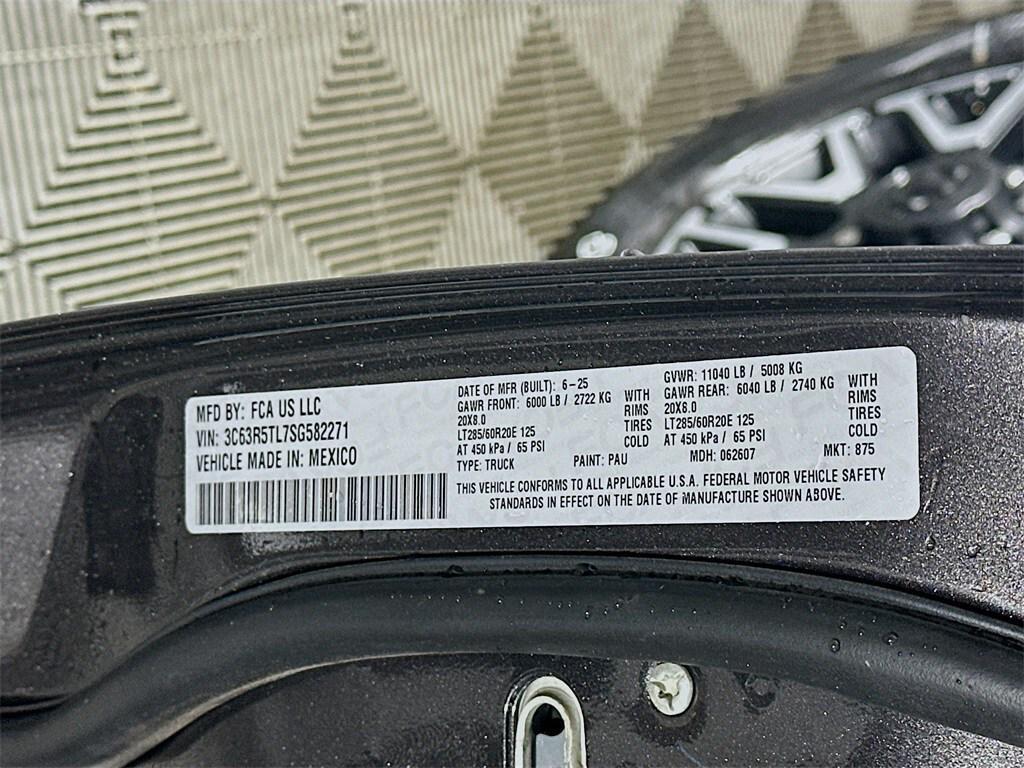 MFD BY: FCA US LLC
VIN: 3C63R5TL7SG582271
VEHICLE MADE IN: MEXICO
DATE OF MFR (BUILT): 6-25
GAWR FRONT: 6000 LB / 2722 KG WITH
20X8.0 RIMS
LT285/60R20E 125 TIRES
AT 450 kPa / 65 PSI COLD
GVWR: 11040 LB / 5008 KG
GAWR REAR: 6040 LB / 2740 KG WITH
20X8.0 RIMS
LT285/60R20E 125 TIRES
AT 450 kPa / 65 PSI COLD
TYPE: TRUCK PAINT: PAU MDH: 062607 MKT: 875
THIS VEHICLE CONFORMS TO ALL APPLICABLE U.S.A. FEDERAL MOTOR VEHICLE SAFETY
STANDARDS IN EFFECT ON THE DATE OF MANUFACTURE SHOWN ABOVE.